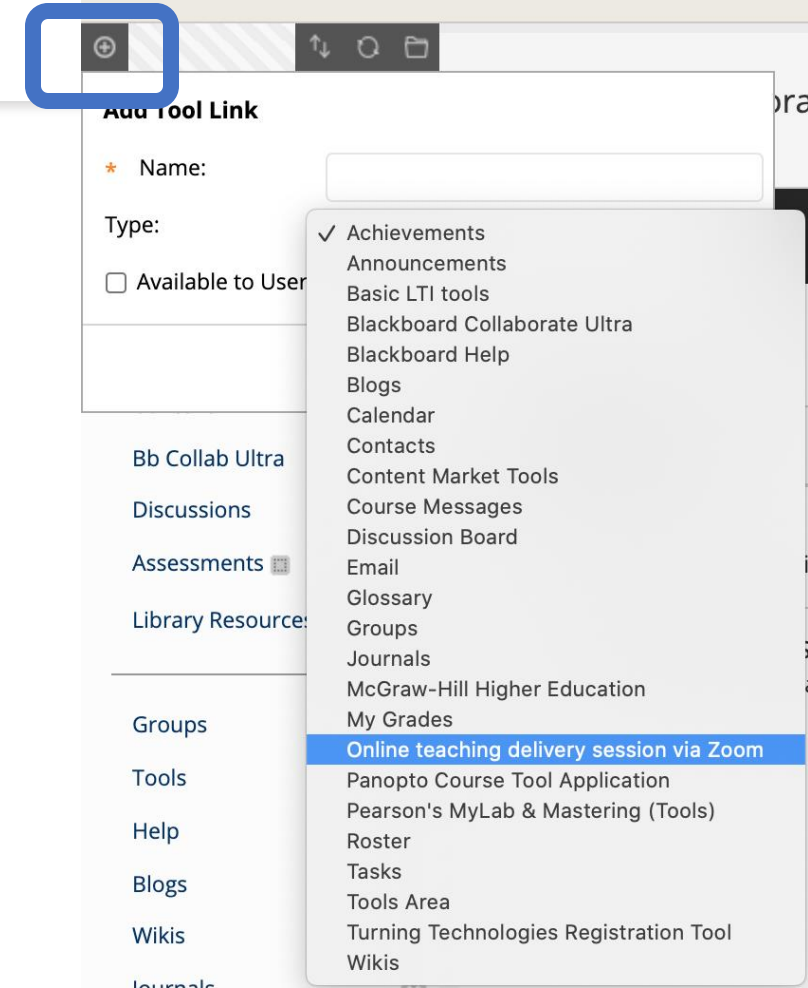 Add Tool Link
* Name:
Type:
Available to User
✓ Achievements
Announcements
Basic LTI tools
Blackboard Collaborate Ultra
Blackboard Help
Blogs
Calendar
Contacts
Content Market Tools
Course Messages
Discussion Board
Email
Glossary
Groups
Journals
McGraw-Hill Higher Education
My Grades
Online teaching delivery session via Zoom
Panopto Course Tool Application
Pearson's MyLab & Mastering (Tools)
Roster
Tasks
Tools Area
Turning Technologies Registration Tool
Wikis
Bb Collab Ultra
Discussions
Assessments
Library Resources
Groups
Tools
Help
Blogs
Wikis
Journals